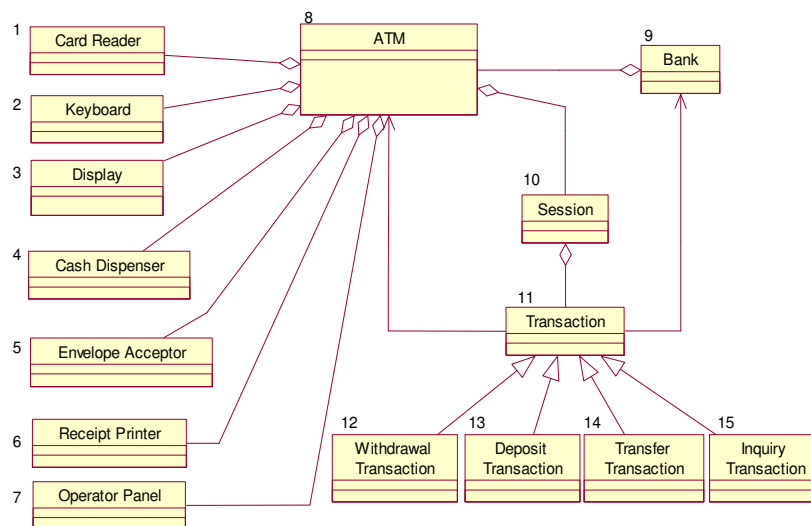 1
Card Reader
2
Keyboard
3
Display
4
Cash Dispenser
5
Envelope Acceptor
6
Receipt Printer
7
Operator Panel
8
ATM
9
Bank
10
Session
11
Transaction
12
Withdrawal
Transaction
13
Deposit
Transaction
14
Transfer
Transaction
15
Inquiry
Transaction